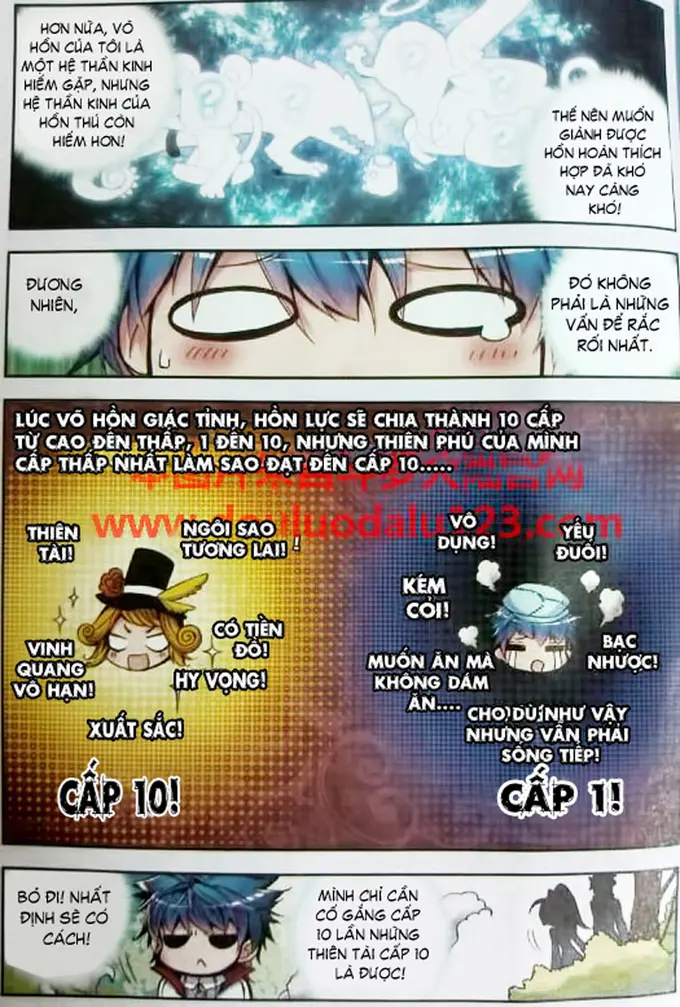 HƠN NỮA, VÕ
HỒN CỦA TÔI LÀ
MỘT HỆ THẦN KINH
HIẾM GẶP, NHƯNG
HỆ THẦN KINH CỦA
HỒN THÚ CÒN
HIẾM HƠN!
THẾ NÊN MUỐN
GIÀNH ĐƯỢC
HỒN HOÀN THÍCH
HỢP ĐÃ KHÓ
NAY CÀNG
KHÓ!
ĐƯƠNG
NHIÊN,
ĐÓ KHÔNG
PHẢI LÀ NHỮNG
VẤN ĐỀ RẮC
RỐI NHẤT.
LÚC VÕ HỒN GIÁC TỈNH, HỒN LỰC SẼ CHIA THÀNH 10 CẤP
TỪ CAO ĐẾN THẤP, 1 ĐẾN 10, NHƯNG THIÊN PHÚ CỦA MÌNH
CẤP THẤP NHẤT LÀM SAO ĐẠT ĐẾN CẤP 10.....
www.douluodalu123.com
THIÊN
TÀI!
NGÔI SAO
TƯƠNG LAI!
!
CÓ TIỀN
ĐỒ!
VINH
QUANG
VÔ HẠN!
HY VỌNG!
XUẤT SẮC!
CẤP 10!
VÔ
DỤNG!
YẾU
ĐUỐI!
KÉM
CỎI!
BẠC
NHƯỢC!
MUỐN ĂN MÀ
KHÔNG DÁM
ĂN....
CHO DÙ NHƯ VẬY
NHƯNG VẪN PHẢI
SỐNG TIẾP!
CẤP 1!
BỎ ĐI! NHẤT
ĐỊNH SẼ CÓ
CÁCH!
MÌNH CHỈ CẦN
CỐ GẮNG CẤP
10 LẦN NHỮNG
THIÊN TÀI CẤP 10
LÀ ĐƯỢC!